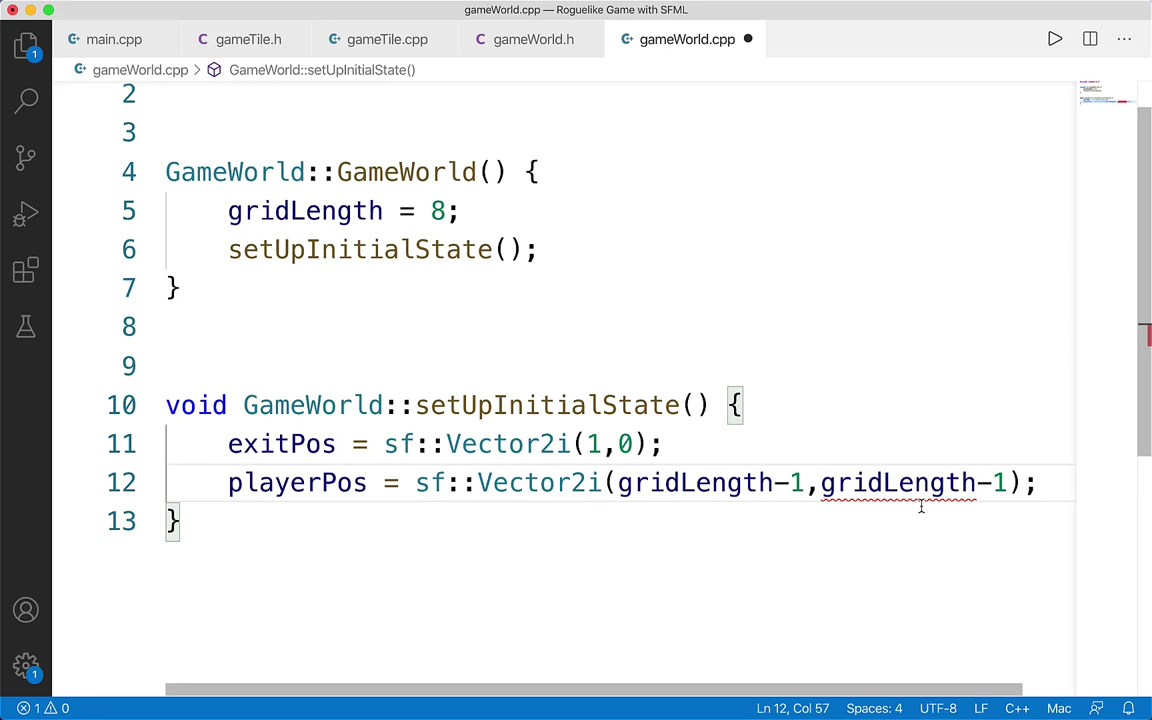 gameWorld.cpp — Roguelike Game with SFML
main.cpp gameTile.h gameTile.cpp gameWorld.h gameWorld.cpp
gameWorld.cpp > GameWorld::setUpInitialState()
2
3
4 GameWorld::GameWorld() {
5 gridLength = 8;
6 setUpInitialState();
7 }
8
9
10 void GameWorld::setUpInitialState() {
11 exitPos = sf::Vector2i(1,0);
12 playerPos = sf::Vector2i(gridLength-1,gridLength-1);
13 }
1
1
1 0 Ln 12, Col 57 Spaces: 4 UTF-8 LF C++ Mac